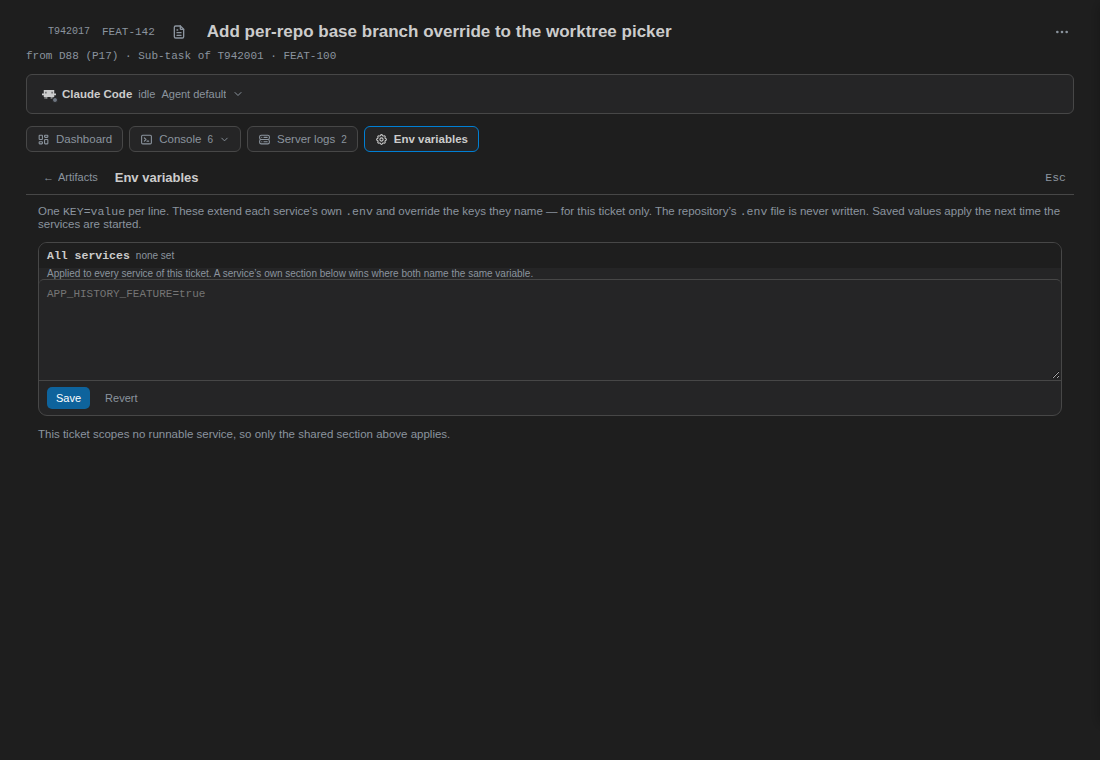 T942017 FEAT-142 Add per-repo base branch override to the worktree picker
from D88 (P17) · Sub-task of T942001 · FEAT-100
Claude Code idle Agent default
Dashboard Console 6 Server logs 2 Env variables
← Artifacts Env variables Esc
One KEY=value per line. These extend each service’s own .env and override the keys they name — for this ticket only. The repository’s .env file is never written. Saved values apply the next time the
services are started.
All services none set
Applied to every service of this ticket. A service’s own section below wins where both name the same variable.
APP_HISTORY_FEATURE=true
Save Revert
This ticket scopes no runnable service, so only the shared section above applies.